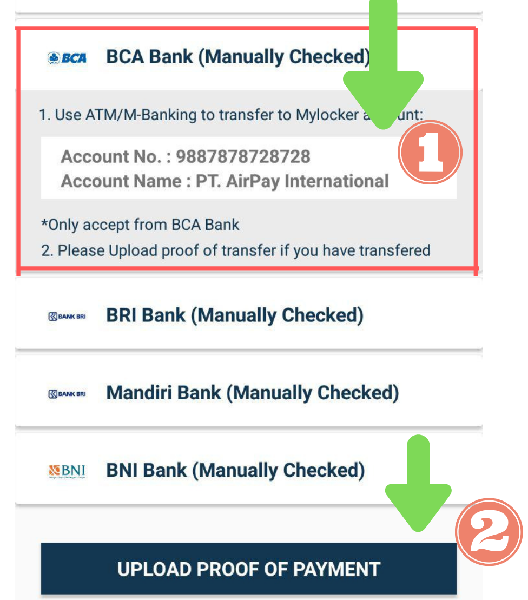 BCA BCA Bank (Manually Checked)
1. Use ATM/M-Banking to transfer to Mylocker unt:
1
Account No. : 9887878728728
Account Name : PT. AirPay International
*Only accept from BCA Bank
2. Please Upload proof of transfer if you have transfered
BANK BRI BRI Bank (Manually Checked)
BANK BRI Mandiri Bank (Manually Checked)
BNI BNI Bank (Manually Checked)
2
UPLOAD PROOF OF PAYMENT